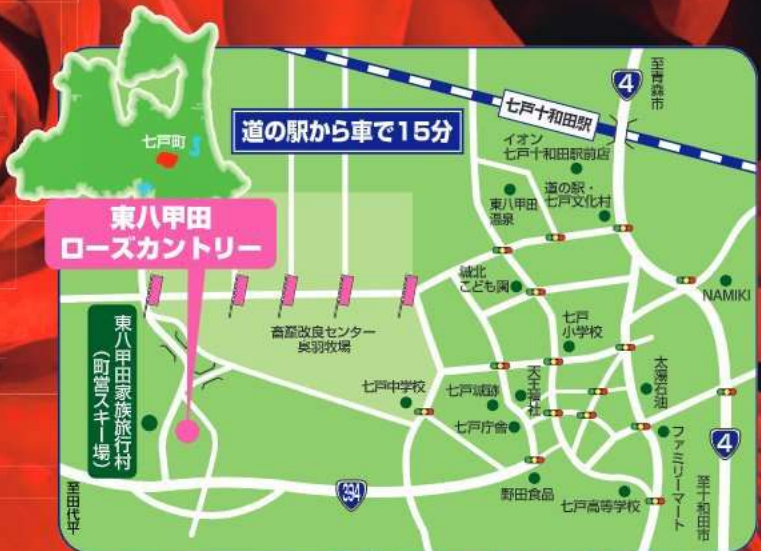 七戸町
道の駅から車で15分
東八甲田
ローズカントリー
七戸十和田駅
4
至青森市
イオン
七戸十和田駅前店
道の駅・
七戸文化村
東八甲田
温泉
城北
こども園
NAMIKI
畜産改良センター
奥羽牧場
七戸
小学校
東八甲田家族旅行村
(町営スキー場)
七戸中学校
七戸城跡
天王神社
七戸庁舎
太陽石油
ファミリーマート
4
至十和田市
至田代平
394
野田食品
七戸高等学校